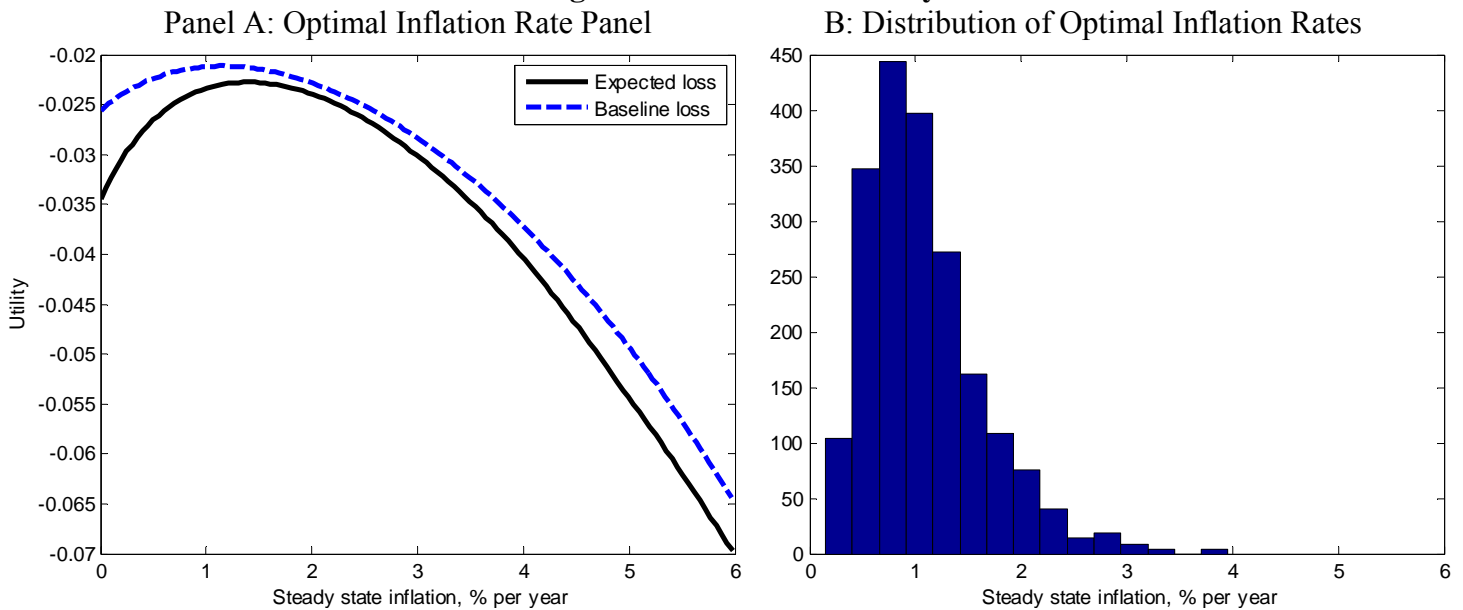 Panel A: Optimal Inflation Rate Panel
B: Distribution of Optimal Inflation Rates
-0.02
-0.025
-0.03
-0.035
-0.04
-0.045
-0.05
-0.055
-0.06
-0.065
-0.07
Utility
Expected loss
Baseline loss
0 1 2 3 4 5 6
Steady state inflation, % per year
450
400
350
300
250
200
150
100
50
0
0 1 2 3 4 5 6
Steady state inflation, % per year